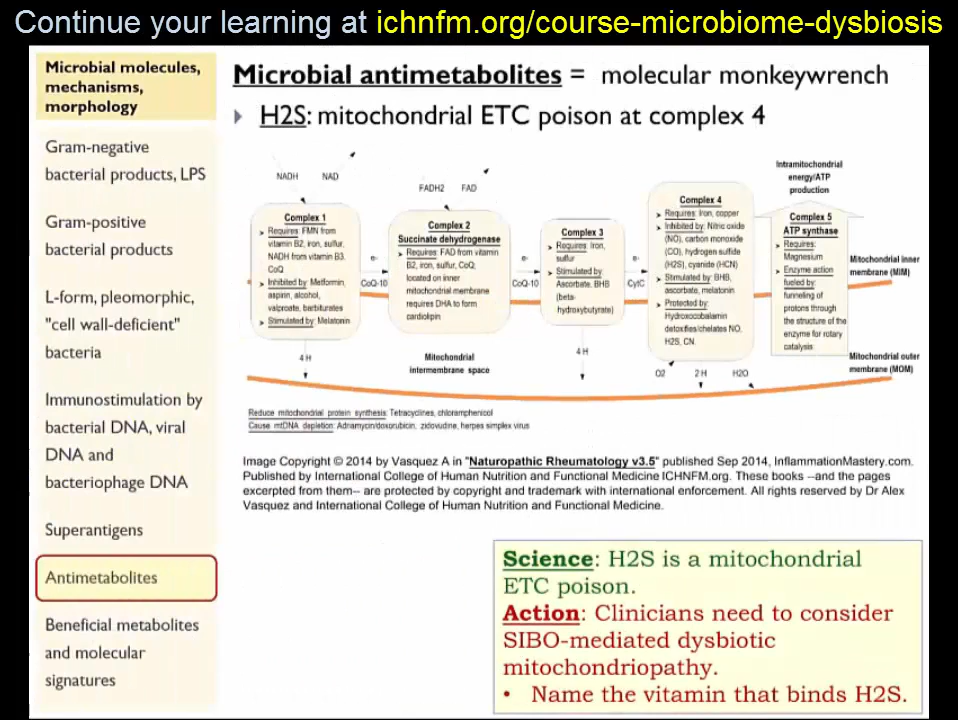 Continue your learning at ichnfm.org/course-microbiome-dysbiosis
Microbial molecules,
mechanisms,
morphology
Gram-negative
bacterial products, LPS
Gram-positive
bacterial products
L-form, pleomorphic,
"cell wall-deficient"
bacteria
Immunostimulation by
bacterial DNA, viral
DNA and
bacteriophage DNA
Superantigens
Antimetabolites
Beneficial metabolites
and molecular
signatures
Microbial antimetabolites = molecular monkeywrench
H2S: mitochondrial ETC poison at complex 4
NADH NAD
Complex 1
Requires: FMN from
vitamin B2, iron, sulfur,
NADH from vitamin B3,
CoQ
Inhibited by: Metformin,
aspirin, alcohol,
valproate, barbiturates
Stimulated by: Melatonin
4 H
e-
CoQ-10
FADH2 FAD
Complex 2
Succinate dehydrogenase
Requires: FAD from vitamin
B2, iron, sulfur, CoQ;
located on inner
mitochondrial membrane
requires DHA to form
cardiolipin
Mitochondrial
intermembrane space
e-
CoQ-10
Complex 3
Requires: Iron,
sulfur
Stimulated by:
Ascorbate, BHB
(beta-
hydroxybutyrate)
4 H
e-
CytC
Complex 4
Requires: Iron, copper
Inhibited by: Nitric oxide
(NO), carbon monoxide
(CO), hydrogen sulfide
(H2S), cyanide (HCN)
Stimulated by: BHB,
ascorbate, melatonin
Protected by:
Hydroxocobalamin
detoxifies/chelates NO,
H2S, CN.
O2 2 H H2O
Intramitochondrial
energy/ATP
production
Complex 5
ATP synthase
Requires:
Magnesium
Enzyme action
fueled by:
funneling of
protons through
the structure of the
enzyme for rotary
catalysis
Mitochondrial inner
membrane (MIM)
Mitochondrial outer
membrane (MOM)
Reduce mitochondrial protein synthesis: Tetracyclines, chloramphenicol
Cause mtDNA depletion: Adriamycin/doxorubicin, zidovudine, herpes simplex virus
Image Copyright © 2014 by Vasquez A in "Naturopathic Rheumatology v3.5" published Sep 2014, InflammationMastery.com.
Published by International College of Human Nutrition and Functional Medicine ICHNFM.org. These books --and the pages
excerpted from them-- are protected by copyright and trademark with international enforcement. All rights reserved by Dr Alex
Vasquez and International College of Human Nutrition and Functional Medicine.
Science: H2S is a mitochondrial
ETC poison.
Action: Clinicians need to consider
SIBO-mediated dysbiotic
mitochondriopathy.
• Name the vitamin that binds H2S.